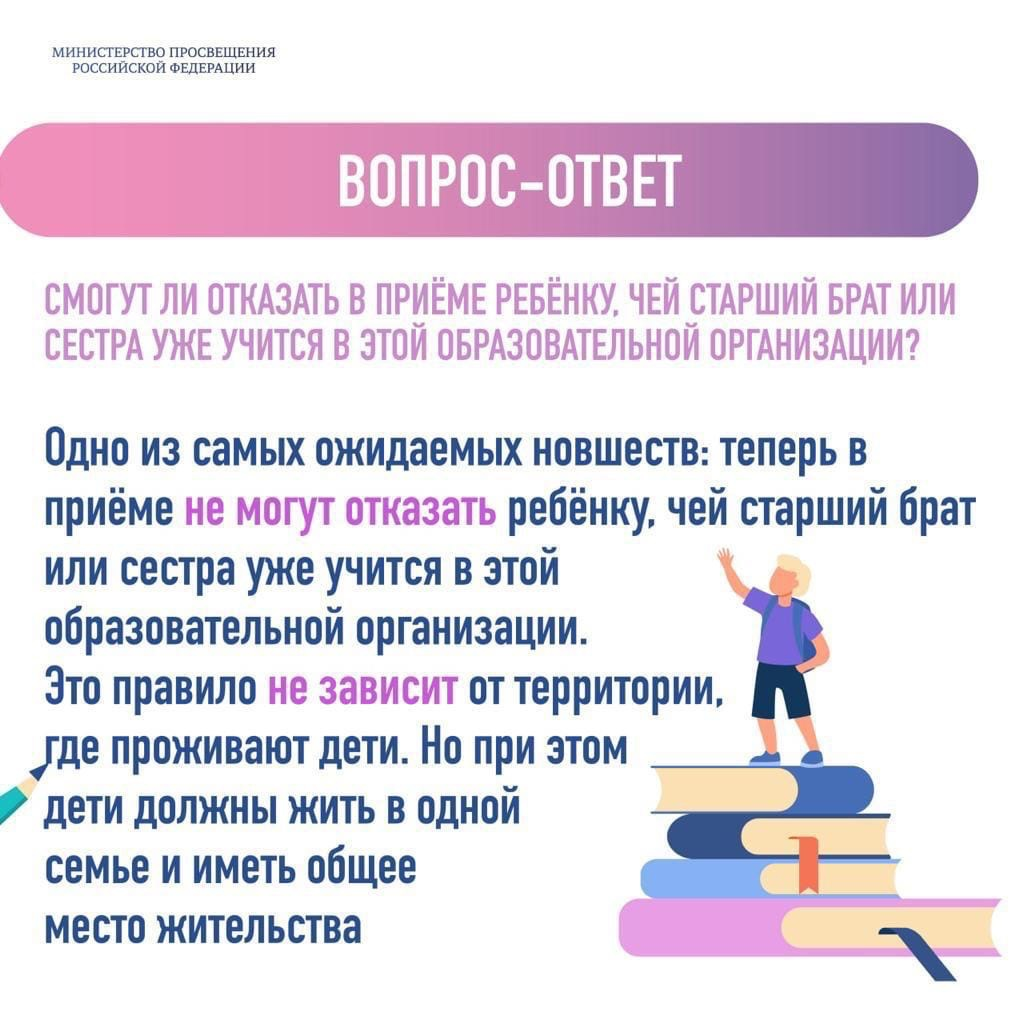 МИНИСТЕРСТВО ПРОСВЕЩЕНИЯ
РОССИЙСКОЙ ФЕДЕРАЦИИ
ВОПРОС-ОТВЕТ
СМОГУТ ЛИ ОТКАЗАТЬ В ПРИЁМЕ РЕБЁНКУ, ЧЕЙ СТАРШИЙ БРАТ ИЛИ
СЕСТРА УЖЕ УЧИТСЯ В ЭТОЙ ОБРАЗОВАТЕЛЬНОЙ ОРГАНИЗАЦИИ?
Одно из самых ожидаемых новшеств: теперь в
приёме не могут отказать ребёнку, чей старший брат
или сестра уже учится в этой
образовательной организации.
Это правило не зависит от территории,
где проживают дети. Но при этом
дети должны жить в одной
семье и иметь общее
место жительства